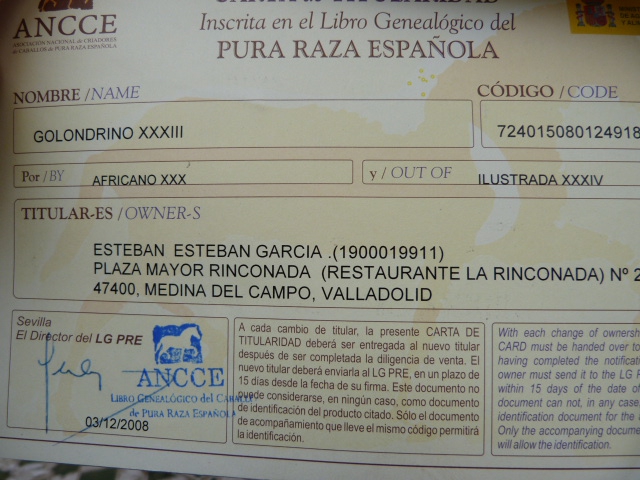 CARTA DE TITULARIDAD
ANCCE
ASOCIACIÓN NACIONAL DE CRIADORES
DE CABALLOS DE PURA RAZA ESPAÑOLA
Inscrita en el Libro Genealógico del
PURA RAZA ESPAÑOLA
NOMBRE /NAME
CÓDIGO /CODE
GOLONDRINO XXXIII
724015080124918
Por /BY
AFRICANO XXX
y / OUT OF
ILUSTRADA XXXIV
TITULAR-ES /OWNER-S
ESTEBAN ESTEBAN GARCIA .(1900019911)
PLAZA MAYOR RINCONADA (RESTAURANTE LA RINCONADA) Nº 2
47400, MEDINA DEL CAMPO, VALLADOLID
Sevilla
El Director del LG PRE
ANCCE
LIBRO GENEALÓGICO DEL CABALLO
DE PURA RAZA ESPAÑOLA
03/12/2008
A cada cambio de titular, la presente CARTA DE
TITULARIDAD deberá ser entregada al nuevo titular
después de ser completada la diligencia de venta. El
nuevo titular deberá enviarla al LG PRE, en un plazo de
15 días desde la fecha de su firma. Este documento no
puede considerarse, en ningún caso, como documento
de identificación del producto citado. Sólo el documento
de acompañamiento que lleve el mismo código permitirá
la identificación.
With each change of ownersh
CARD must be handed over to
having completed the notificati
owner must send it to the LG P
within 15 days of the date of
document can not, in any case,
identification document for the
Only the accompanying docume
will allow the identification.